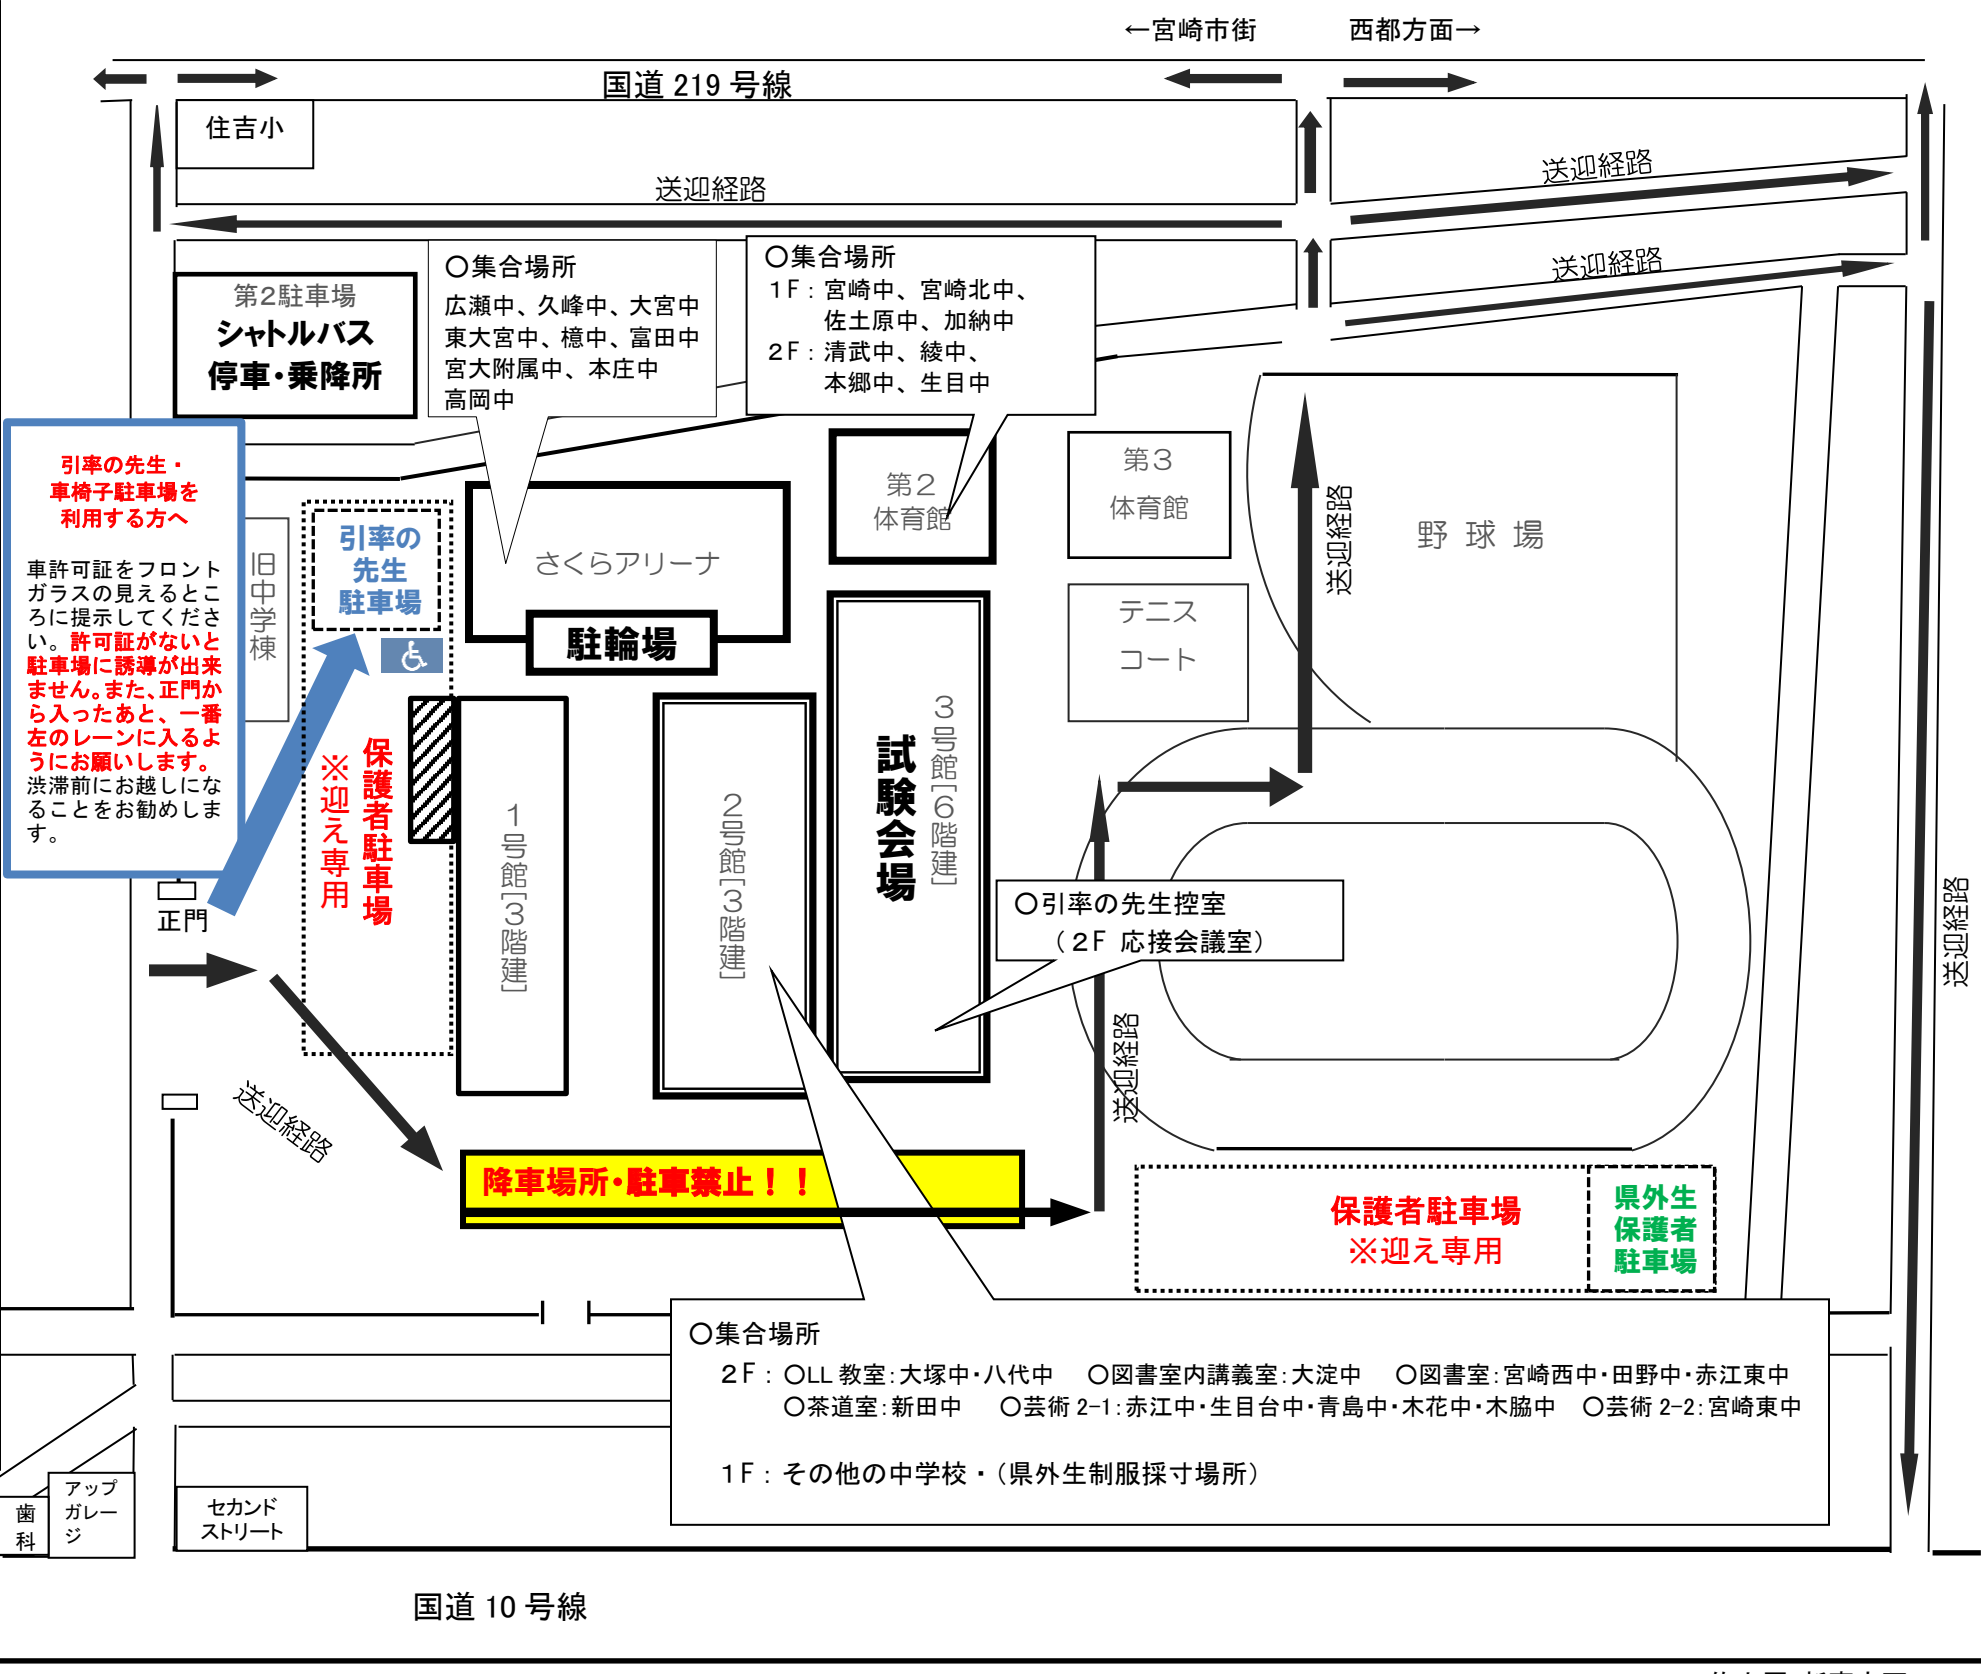 ←宮崎市街　西都方面→
国道 219 号線
住吉小
送迎経路
送迎経路
送迎経路
第2駐車場
シャトルバス
停車・乗降所
○集合場所
広瀬中、久峰中、大宮中
東大宮中、檍中、富田中
宮大附属中、本庄中
高岡中
○集合場所
1F：宮崎中、宮崎北中、
佐土原中、加納中
2F：清武中、綾中、
本郷中、生目中
引率の先生・
車椅子駐車場を
利用する方へ
車許可証をフロント
ガラスの見えるとこ
ろに提示してくださ
い。許可証がないと
駐車場に誘導が出来
ません。また、正門か
ら入ったあと、一番
左のレーンに入るよ
うにお願いします。
渋滞前にお越しにな
ることをお勧めしま
す。
旧中学棟
引率の
先生
駐車場
さくらアリーナ
駐輪場
第2
体育館
第3
体育館
テニス
コート
野 球 場
送迎経路
保護者駐車場
※迎え専用
1号館[3階建]
2号館[3階建]
3号館[6階建]
試験会場
○引率の先生控室
（2F 応接会議室）
正門
送迎経路
送迎経路
送迎経路
降車場所・駐車禁止！！
保護者駐車場
※迎え専用
県外生
保護者
駐車場
○集合場所
2F：○LL 教室：大塚中・八代中　○図書室内講義室：大淀中　○図書室：宮崎西中・田野中・赤江東中
○茶道室：新田中　○芸術 2-1：赤江中・生目台中・青島中・木花中・木脇中　○芸術 2-2：宮崎東中
1F：その他の中学校・（県外生制服採寸場所）
歯科
アップ
ガレー
ジ
セカンド
ストリート
国道 10 号線